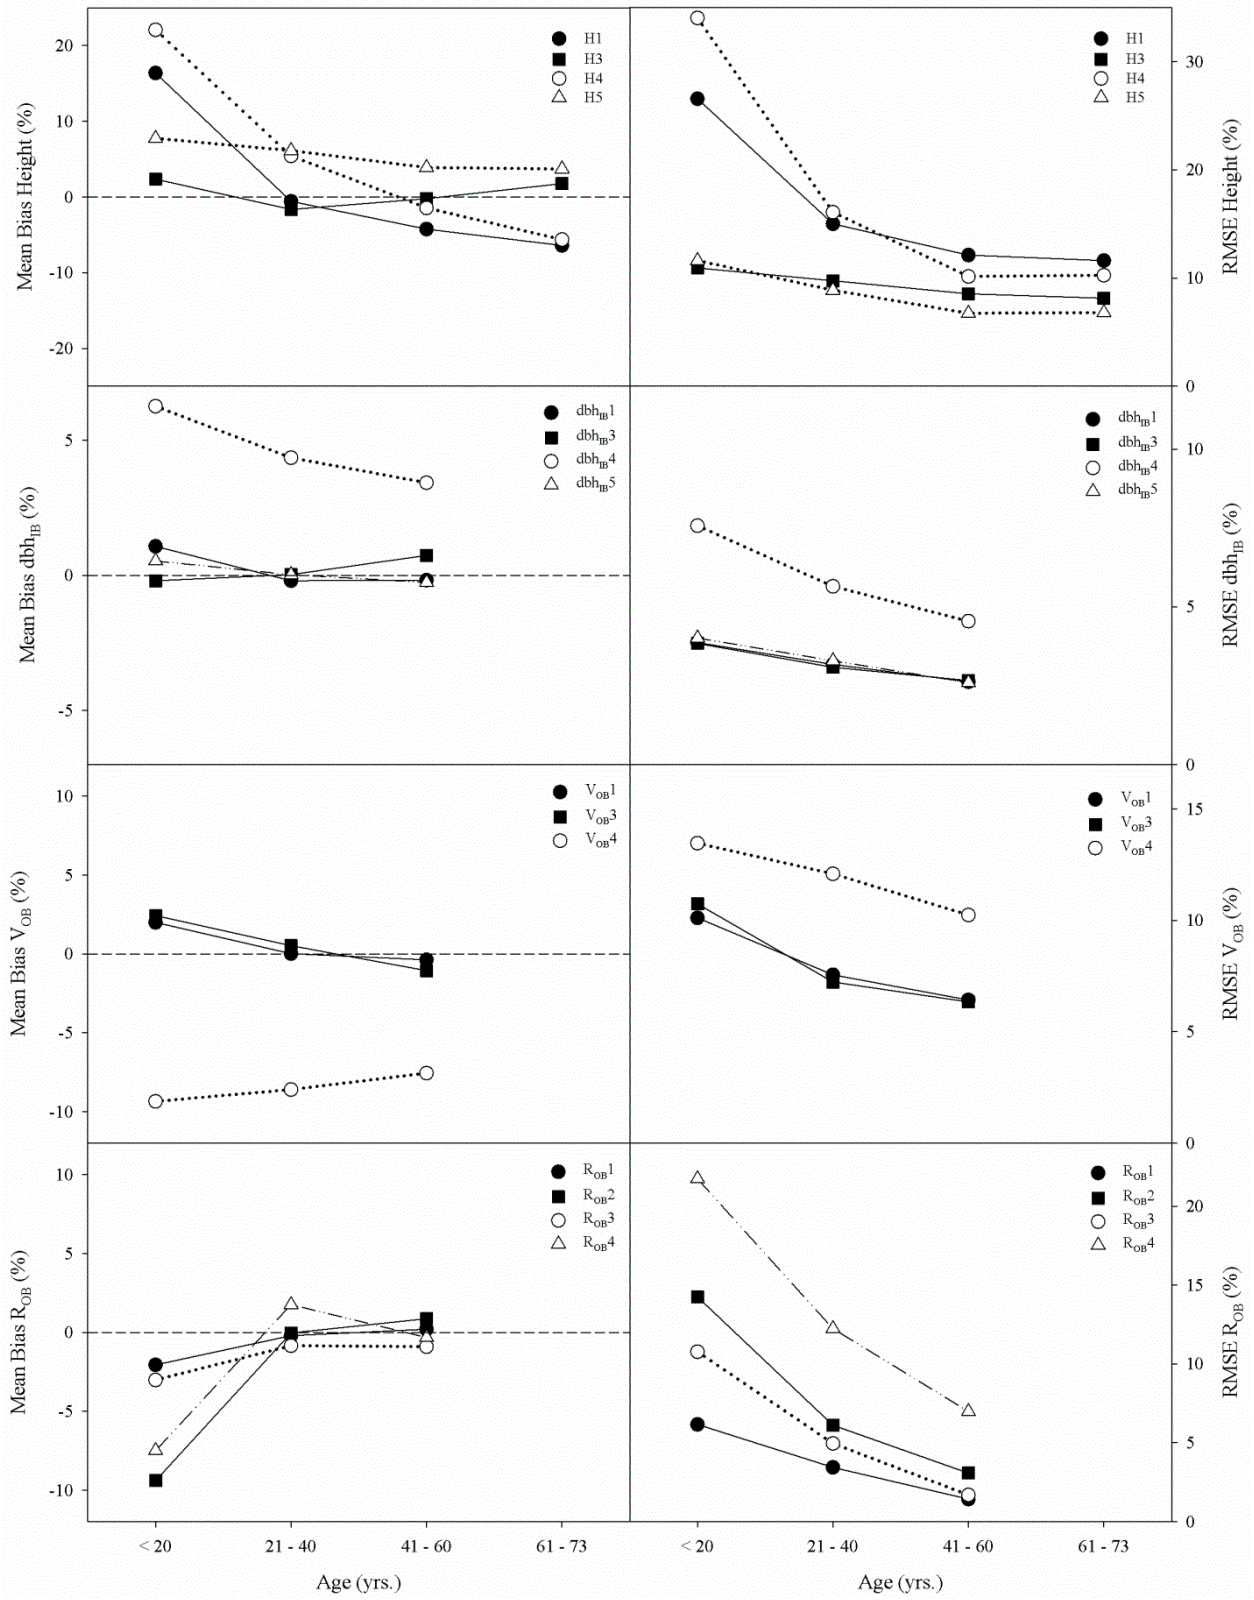 Mean Bias Height (%)
20
10
0
-10
-20
H1
H3
H4
H5
H1
H3
H4
H5
30
20
10
0
RMSE Height (%)
Mean Bias dbhIB (%)
5
0
-5
dbhIB1
dbhIB3
dbhIB4
dbhIB5
dbhIB1
dbhIB3
dbhIB4
dbhIB5
10
5
0
RMSE dbhIB (%)
Mean Bias VOB (%)
10
5
0
-5
-10
VOB1
VOB3
VOB4
VOB1
VOB3
VOB4
15
10
5
0
RMSE VOB (%)
Mean Bias ROB (%)
10
5
0
-5
-10
ROB1
ROB2
ROB3
ROB4
ROB1
ROB2
ROB3
ROB4
20
15
10
5
0
RMSE ROB (%)
< 20 21 - 40 41 - 60 61 - 73
< 20 21 - 40 41 - 60 61 - 73
Age (yrs.)
Age (yrs.)